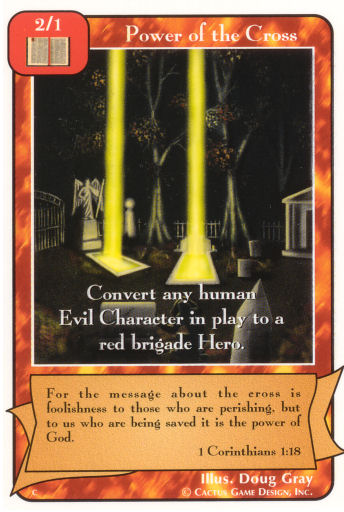 2/1
Power of the Cross
Convert any human
Evil Character in play to a
red brigade Hero.
For the message about the cross is
foolishness to those who are perishing, but
to us who are being saved it is the power of
God.
1 Corinthians 1:18
Illus. Doug Gray
C
© Cactus Game Design, Inc.